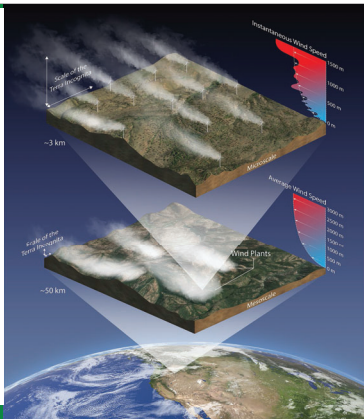 Instantaneous Wind Speed
1500 m
1000 m
500 m
0 m
Scale of the
Terra Incognita
~3 km
Microscale
Average Wind Speed
3000 m
2500 m
2000 m
1500 m
1000 m
500 m
0 m
Scale of the
Terra Incognita
Wind Plants
~50 km
Mesoscale